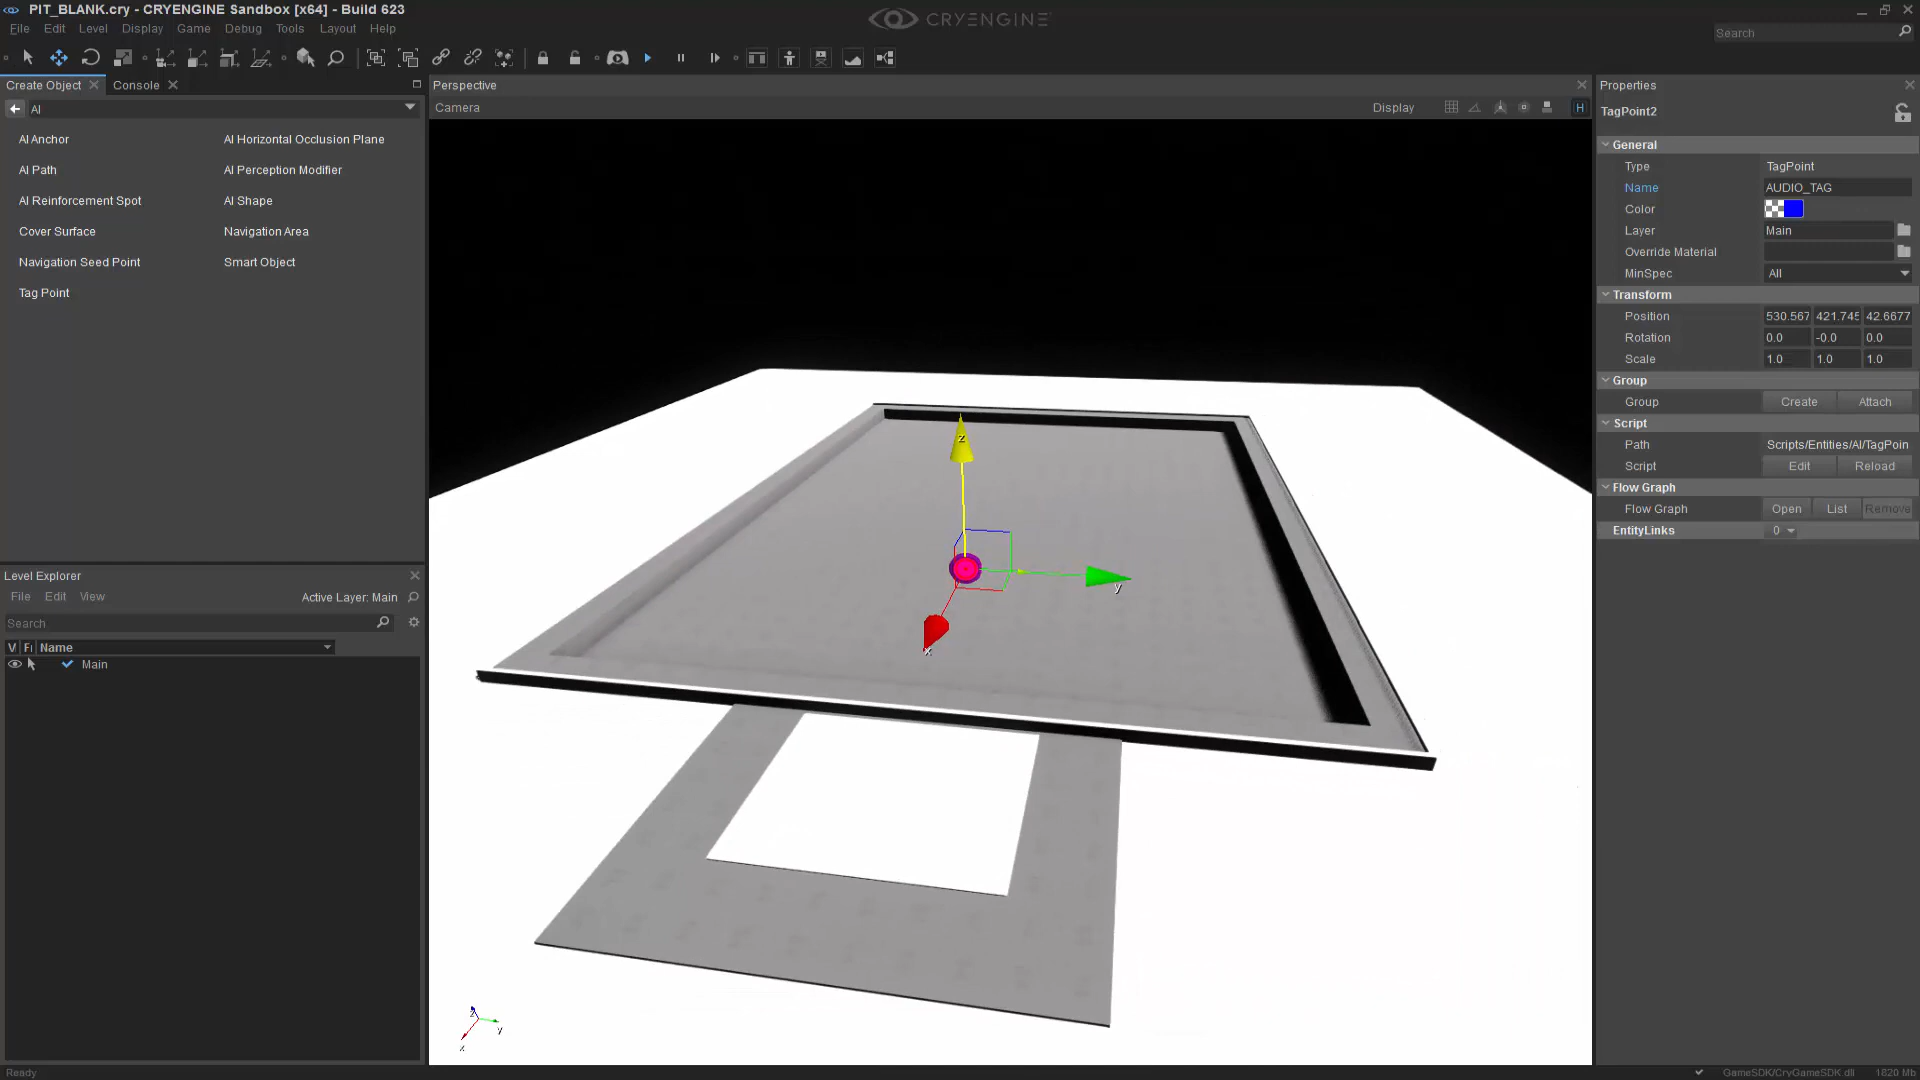 PIT_BLANK.cry - CRYENGINE Sandbox [x64] - Build 623
CRYENGINE
File Edit Level Display Game Debug Tools Layout Help
Search
Create Object Console
AI
AI Anchor AI Horizontal Occlusion Plane
AI Path AI Perception Modifier
AI Reinforcement Spot AI Shape
Cover Surface Navigation Area
Navigation Seed Point Smart Object
Tag Point
Level Explorer
File Edit View Active Layer: Main
Search
V Fi Name
Main
Perspective
Camera Display H
z
y
x
z
y
x
Properties
TagPoint2
General
Type TagPoint
Name AUDIO_TAG
Color
Layer Main
Override Material
MinSpec All
Transform
Position 530.567 421.745 42.6677
Rotation 0.0 -0.0 0.0
Scale 1.0 1.0 1.0
Group
Group Create Attach
Script
Path Scripts/Entities/AI/TagPoin
Script Edit Reload
Flow Graph
Flow Graph Open List Remove
EntityLinks 0
Ready GameSDK/CryGameSDK.dll 1820 Mb